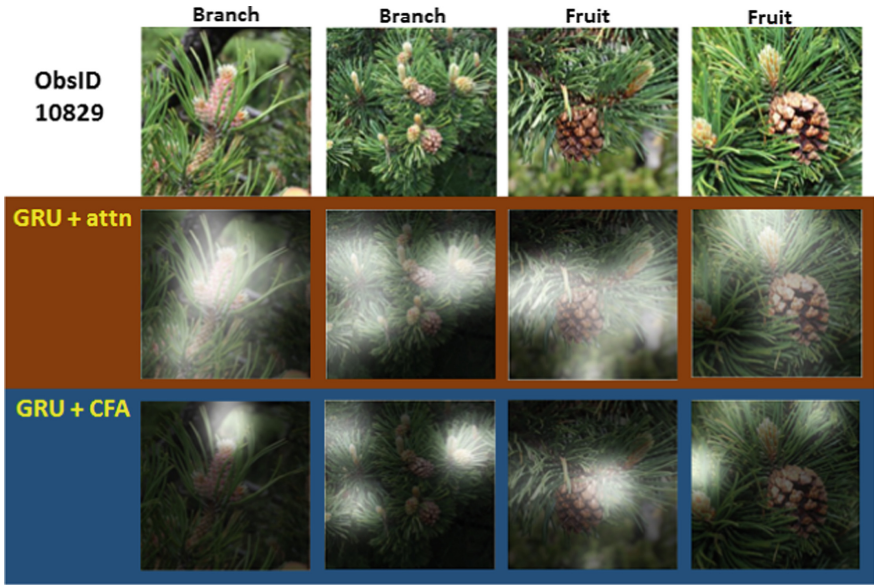 Branch Branch Fruit Fruit
ObsID
10829
GRU + attn
GRU + CFA